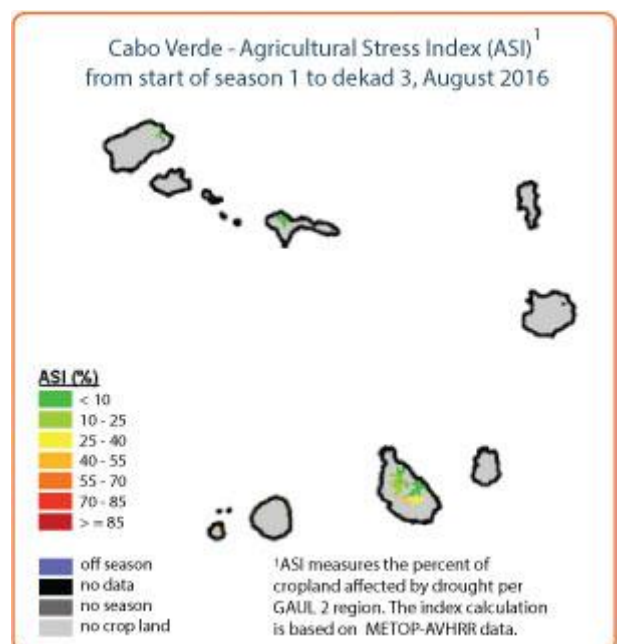 Cabo Verde - Agricultural Stress Index (ASI)¹
from start of season 1 to dekad 3, August 2016
ASI (%)
< 10
10 - 25
25 - 40
40 - 55
55 - 70
70 - 85
> = 85
off season
no data
no season
no crop land
¹ASI measures the percent of
cropland affected by drought per
GAUL 2 region. The index calculation
is based on METOP-AVHRR data.